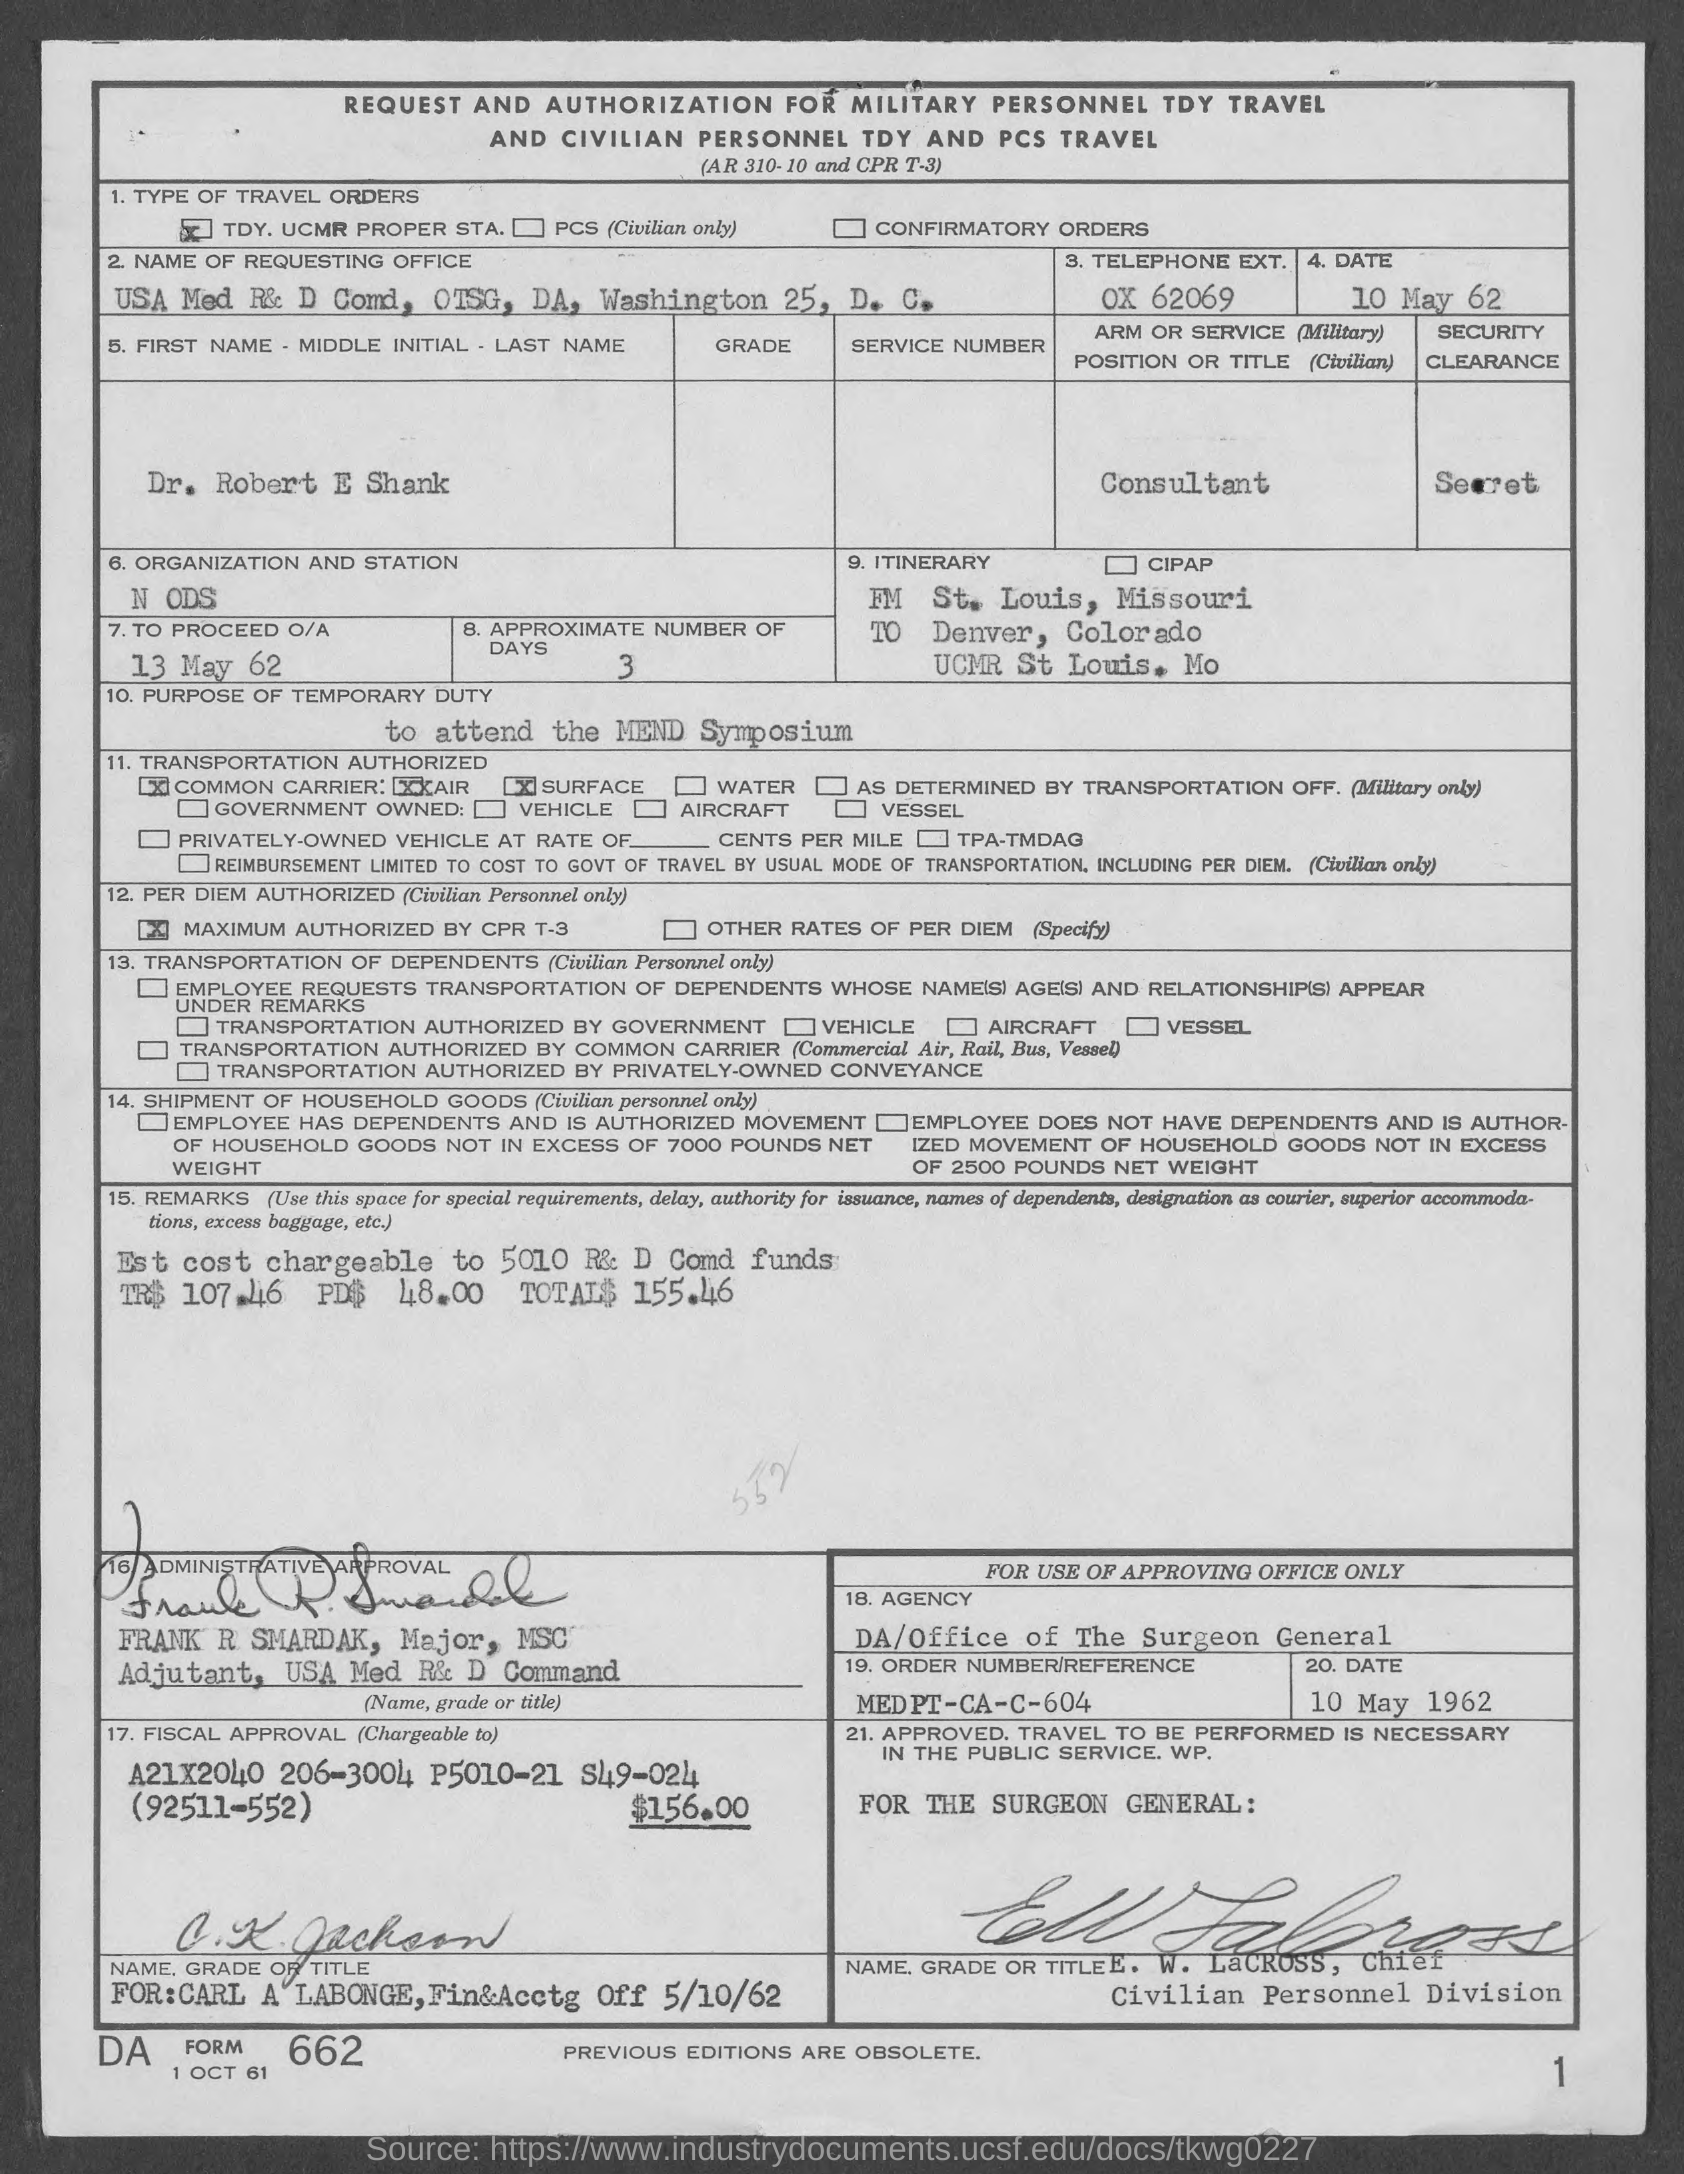 REQUEST AND AUTHORIZATION FOR MILITARY PERSONNEL TDY TRAVEL
AND CIVILIAN PERSONNEL TDY AND PCS TRAVEL
(AR 310-10 and CPR T-3)
1. TYPE OF TRAVEL ORDERS
X TDY. UCMR PROPER STA. PCS (Civilian only) CONFIRMATORY ORDERS
2. NAME OF REQUESTING OFFICE
USA Med R& D Comd, OTSG, DA, Washington 25, D. C.
3. TELEPHONE EXT.
OX 62069
4. DATE
10 May 62
5. FIRST NAME - MIDDLE INITIAL - LAST NAME
GRADE
SERVICE NUMBER
ARM OR SERVICE (Military)
POSITION OR TITLE (Civilian)
SECURITY
CLEARANCE
Dr. Robert E Shank
Consultant
Secret
6. ORGANIZATION AND STATION
N ODS
7. TO PROCEED O/A
13 May 62
8. APPROXIMATE NUMBER OF
DAYS
3
9. ITINERARY CIPAP
FM St. Louis, Missouri
TO Denver, Colorado
UCMR St Louis. Mo
10. PURPOSE OF TEMPORARY DUTY
to attend the MEND Symposium
11. TRANSPORTATION AUTHORIZED
X COMMON CARRIER: XX AIR X SURFACE WATER AS DETERMINED BY TRANSPORTATION OFF. (Military only)
GOVERNMENT OWNED: VEHICLE AIRCRAFT VESSEL
PRIVATELY-OWNED VEHICLE AT RATE OF______ CENTS PER MILE TPA-TMDAG
REIMBURSEMENT LIMITED TO COST TO GOVT OF TRAVEL BY USUAL MODE OF TRANSPORTATION. INCLUDING PER DIEM. (Civilian only)
12. PER DIEM AUTHORIZED (Civilian Personnel only)
X MAXIMUM AUTHORIZED BY CPR T-3 OTHER RATES OF PER DIEM (Specify)
13. TRANSPORTATION OF DEPENDENTS (Civilian Personnel only)
EMPLOYEE REQUESTS TRANSPORTATION OF DEPENDENTS WHOSE NAME(S) AGE(S) AND RELATIONSHIP(S) APPEAR
UNDER REMARKS
TRANSPORTATION AUTHORIZED BY GOVERNMENT VEHICLE AIRCRAFT VESSEL
TRANSPORTATION AUTHORIZED BY COMMON CARRIER (Commercial Air, Rail, Bus, Vessel)
TRANSPORTATION AUTHORIZED BY PRIVATELY-OWNED CONVEYANCE
14. SHIPMENT OF HOUSEHOLD GOODS (Civilian personnel only)
EMPLOYEE HAS DEPENDENTS AND IS AUTHORIZED MOVEMENT
OF HOUSEHOLD GOODS NOT IN EXCESS OF 7000 POUNDS NET
WEIGHT
EMPLOYEE DOES NOT HAVE DEPENDENTS AND IS AUTHOR-
IZED MOVEMENT OF HOUSEHOLD GOODS NOT IN EXCESS
OF 2500 POUNDS NET WEIGHT
15. REMARKS (Use this space for special requirements, delay, authority for issuance, names of dependents, designation as courier, superior accommoda-
tions, excess baggage, etc.)
Est cost chargeable to 5010 R& D Comd funds
TR$ 107.46 PD$ 48.00 TOTAL$ 155.46
552
16. ADMINISTRATIVE APPROVAL
Frank R. Smardak
FRANK R SMARDAK, Major, MSC
Adjutant, USA Med R& D Command
(Name, grade or title)
17. FISCAL APPROVAL (Chargeable to)
A21X2040 206-3004 P5010-21 S49-024
(92511-552) $156.00
C. K. Jackson
NAME. GRADE OR TITLE
FOR:CARL A LABONGE,Fin&Acctg Off 5/10/62
FOR USE OF APPROVING OFFICE ONLY
18. AGENCY
DA/Office of The Surgeon General
19. ORDER NUMBER/REFERENCE
MEDPT-CA-C-604
20. DATE
10 May 1962
21. APPROVED. TRAVEL TO BE PERFORMED IS NECESSARY
IN THE PUBLIC SERVICE. WP.
FOR THE SURGEON GENERAL:
E W LaCross
NAME. GRADE OR TITLE E. W. LaCROSS, Chief
Civilian Personnel Division
DA FORM 662
1 OCT 61
PREVIOUS EDITIONS ARE OBSOLETE.
1
Source: https://www.industrydocuments.ucsf.edu/docs/tkwg0227